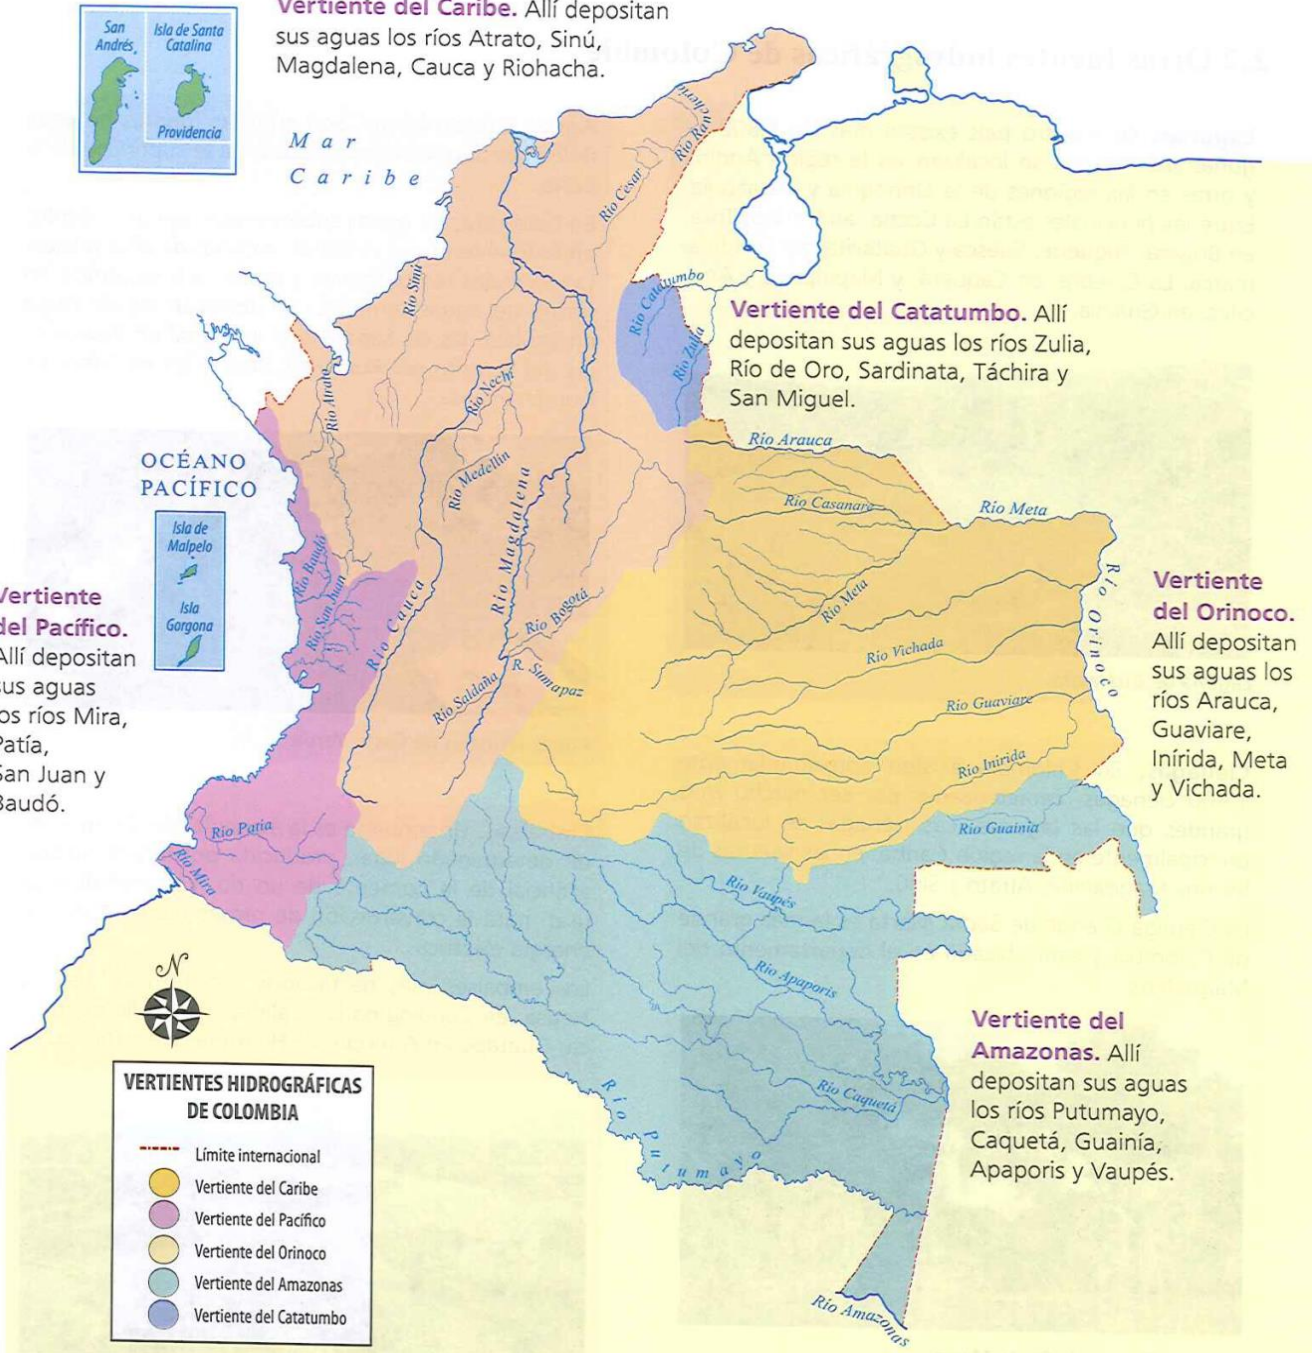 Vertiente del Caribe. Allí depositan
sus aguas los ríos Atrato, Sinú,
Magdalena, Cauca y Riohacha.
San
Andrés
Isla de Santa
Catalina
Providencia
Mar
Caribe
Río Ranchería
Río Cesar
Río Sinú
Río Catatumbo
Río Zulia
Vertiente del Catatumbo. Allí
depositan sus aguas los ríos Zulia,
Río de Oro, Sardinata, Táchira y
San Miguel.
Río Atrato
Río Nechí
Río Medellín
Río Magdalena
Río Arauca
Río Casanare
Río Meta
OCÉANO
PACÍFICO
Isla de
Malpelo
Isla
Gorgona
Río Baudó
Río San Juan
Río Cauca
Río Bogotá
R. Sumapaz
Río Saldaña
Río Meta
Río Vichada
Río Orinoco
Río Guaviare
Río Inírida
Río Guainía
Vertiente
del Pacífico.
Allí depositan
sus aguas
los ríos Mira,
Patía,
San Juan y
Baudó.
Vertiente
del Orinoco.
Allí depositan
sus aguas los
ríos Arauca,
Guaviare,
Inírida, Meta
y Vichada.
Río Patía
Río Mira
Río Vaupés
Río Apaporis
Río Caquetá
Río Putumayo
Río Amazonas
N
Vertiente del
Amazonas. Allí
depositan sus aguas
los ríos Putumayo,
Caquetá, Guainía,
Apaporis y Vaupés.
VERTIENTES HIDROGRÁFICAS
DE COLOMBIA
Límite internacional
Vertiente del Caribe
Vertiente del Pacífico
Vertiente del Orinoco
Vertiente del Amazonas
Vertiente del Catatumbo